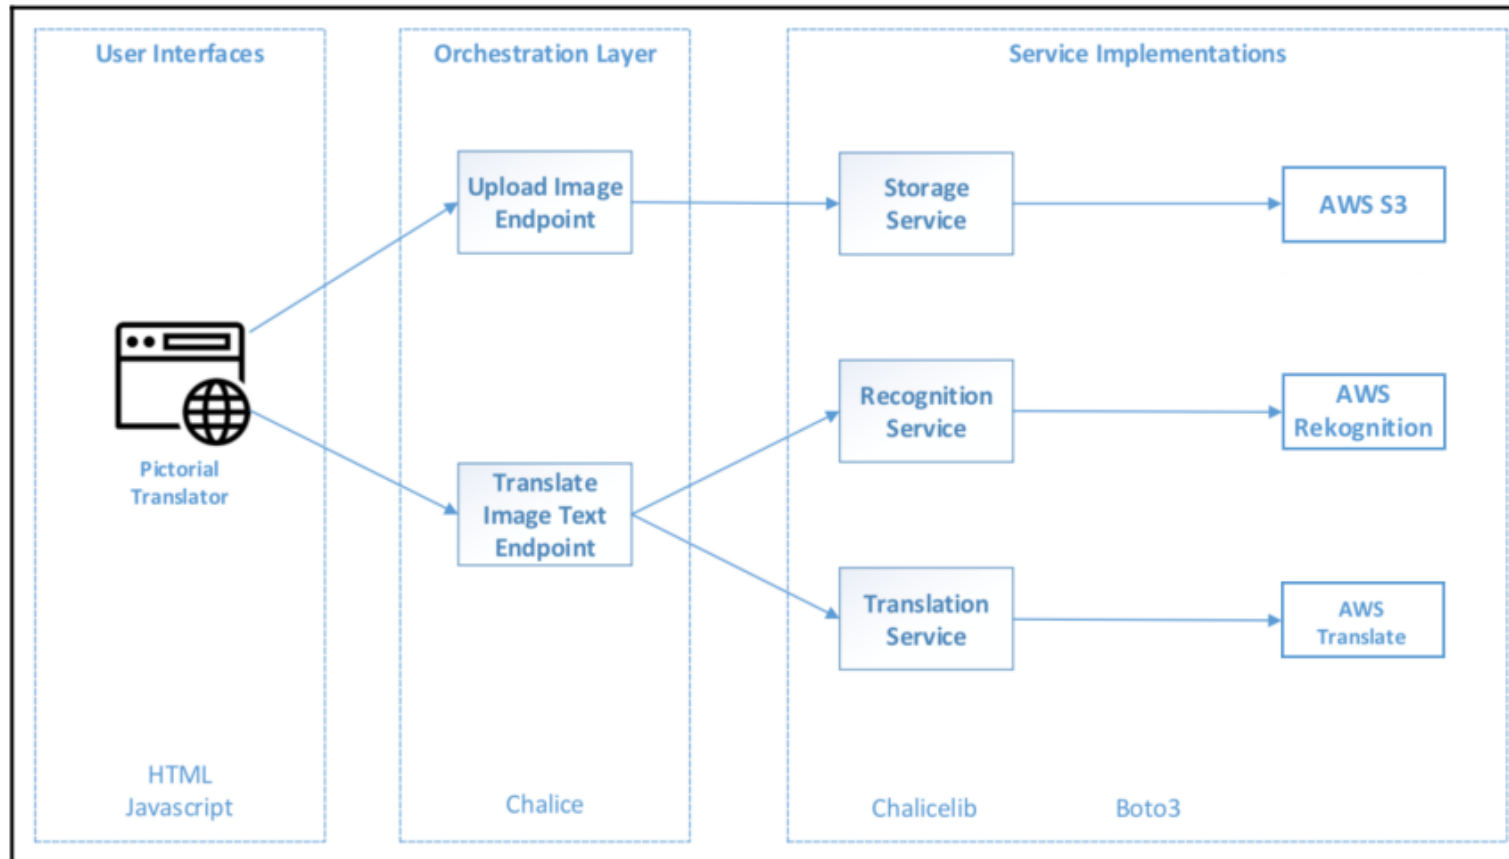 User Interfaces
Orchestration Layer
Service Implementations
Upload Image
Endpoint
Storage
Service
AWS S3
Pictorial
Translator
Translate
Image Text
Endpoint
Recognition
Service
AWS
Rekognition
Translation
Service
AWS
Translate
HTML
Javascript
Chalice
Chalicelib
Boto3